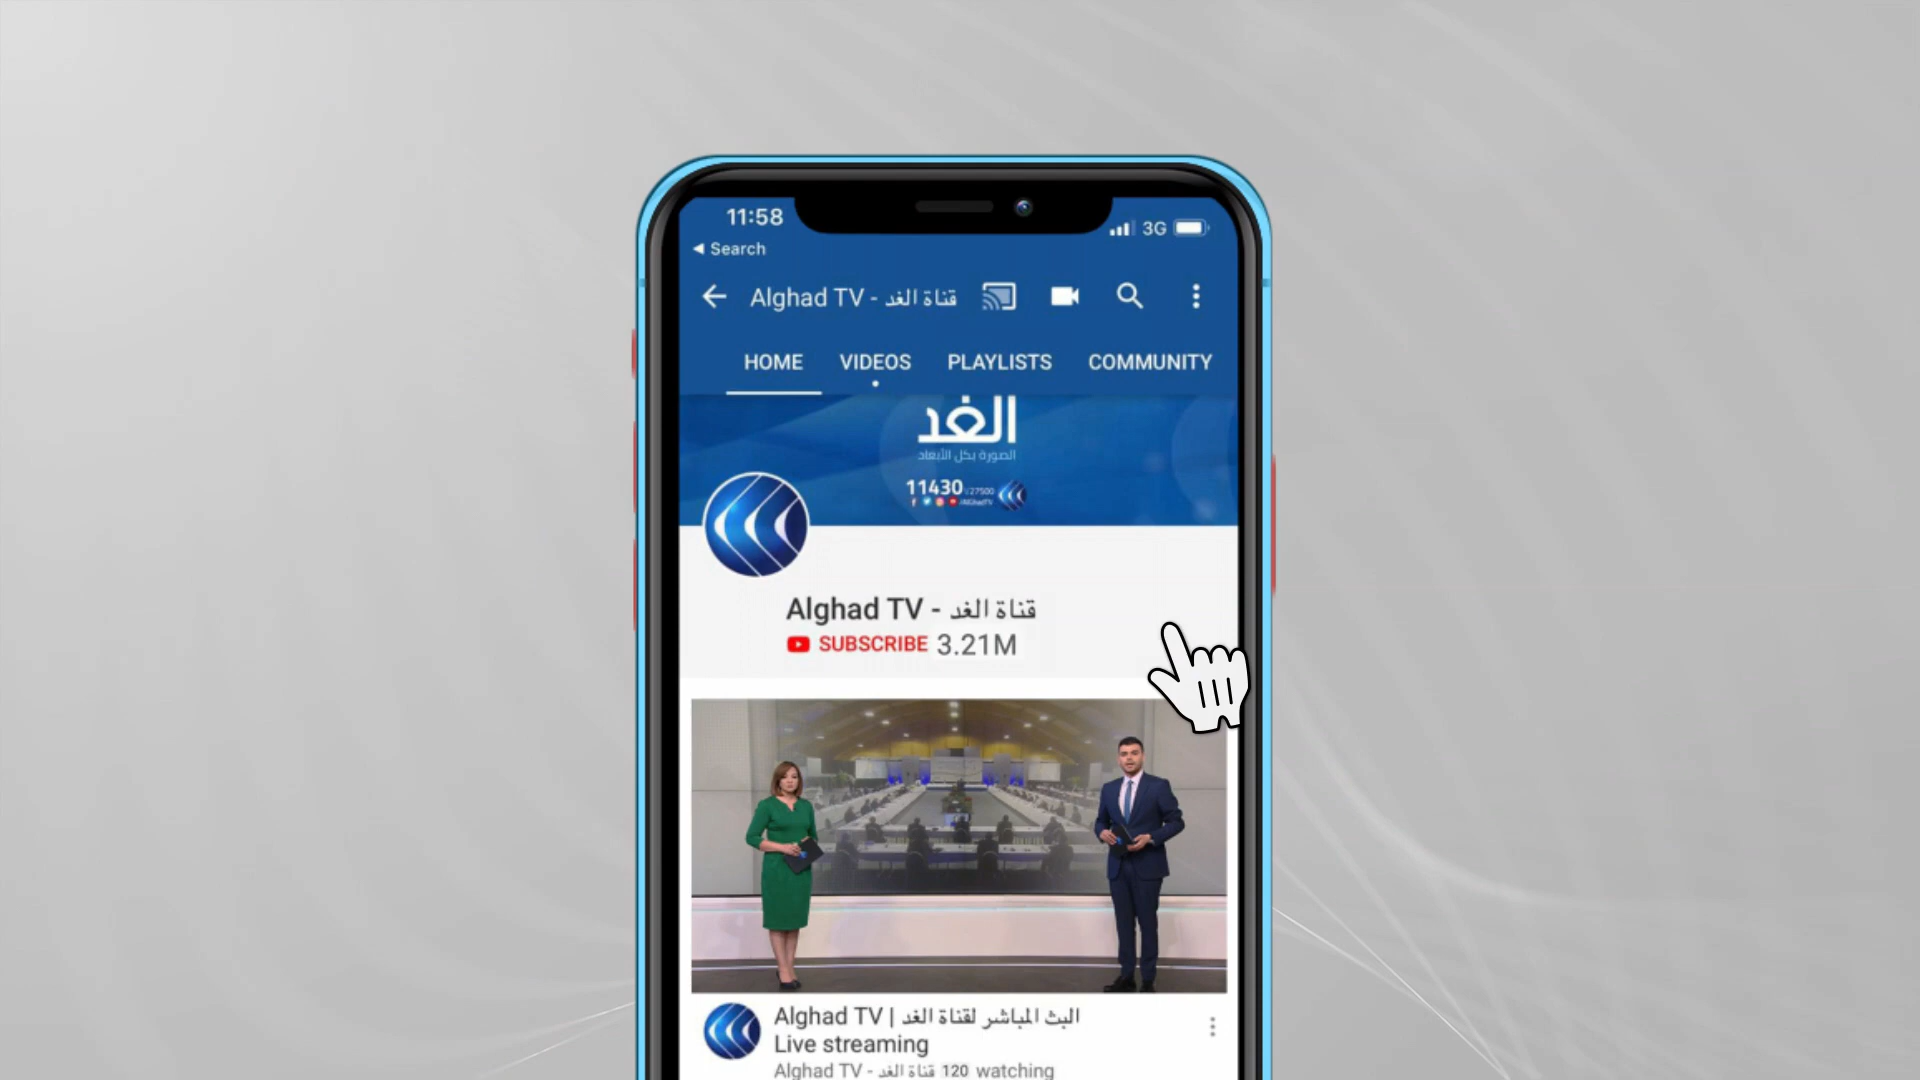 11:58
3G
◀ Search
Alghad TV - قناة الغد
HOME VIDEOS PLAYLISTS COMMUNITY
الغد
الصورة بكل الأبعاد
11430 27500
/AlGhadTV
Alghad TV - قناة الغد
SUBSCRIBE 3.21M
Alghad TV | البث المباشر لقناة الغد
Live streaming
Alghad TV - قناة الغد 120 watching